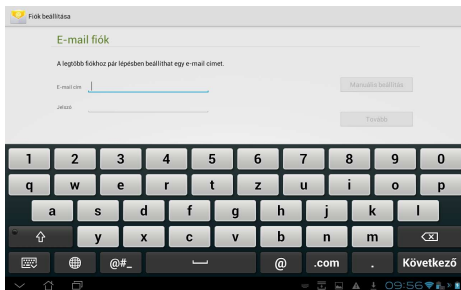 Fiók beállítása
E-mail fiók
A legtöbb fiókhoz pár lépésben beállíthat egy e-mail címet.
E-mail cím
Manuális beállítás
Jelszó
Tovább
1 2 3 4 5 6 7 8 9 0
q w e r t z u i o p
a s d f g h j k l
y x c v b n m
@#_ @ .com . Következő
09:56